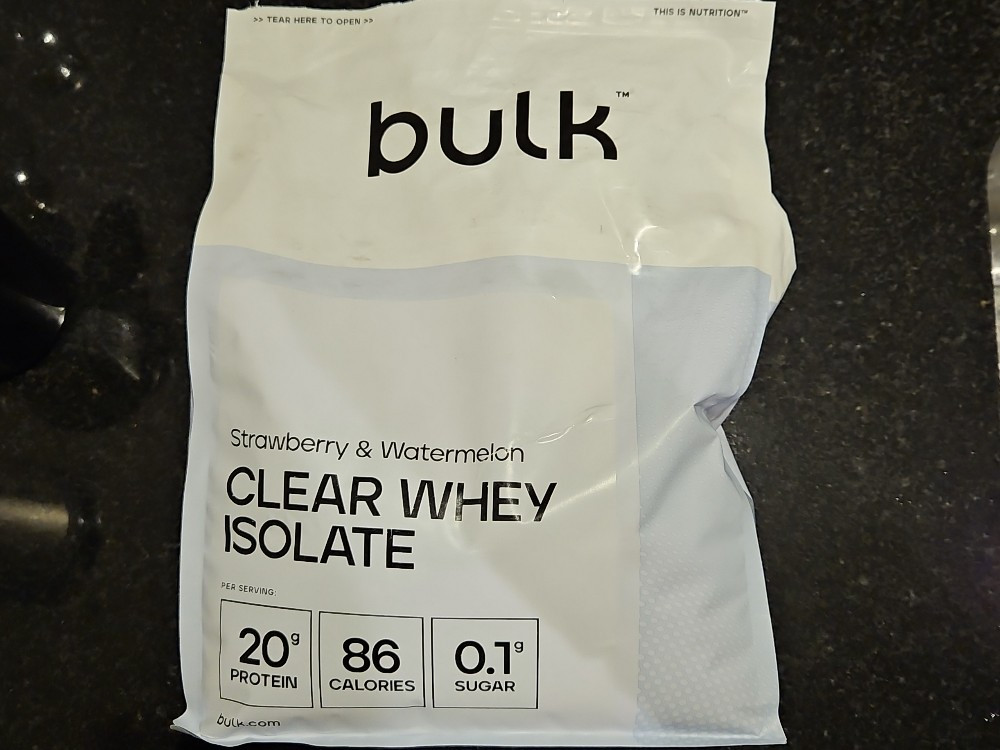 >> TEAR HERE TO OPEN >>
THIS IS NUTRITION™
bulk™
Strawberry & Watermelon
CLEAR WHEY
ISOLATE
PER SERVING:
20g
PROTEIN
86
CALORIES
0.1g
SUGAR
bulk.com